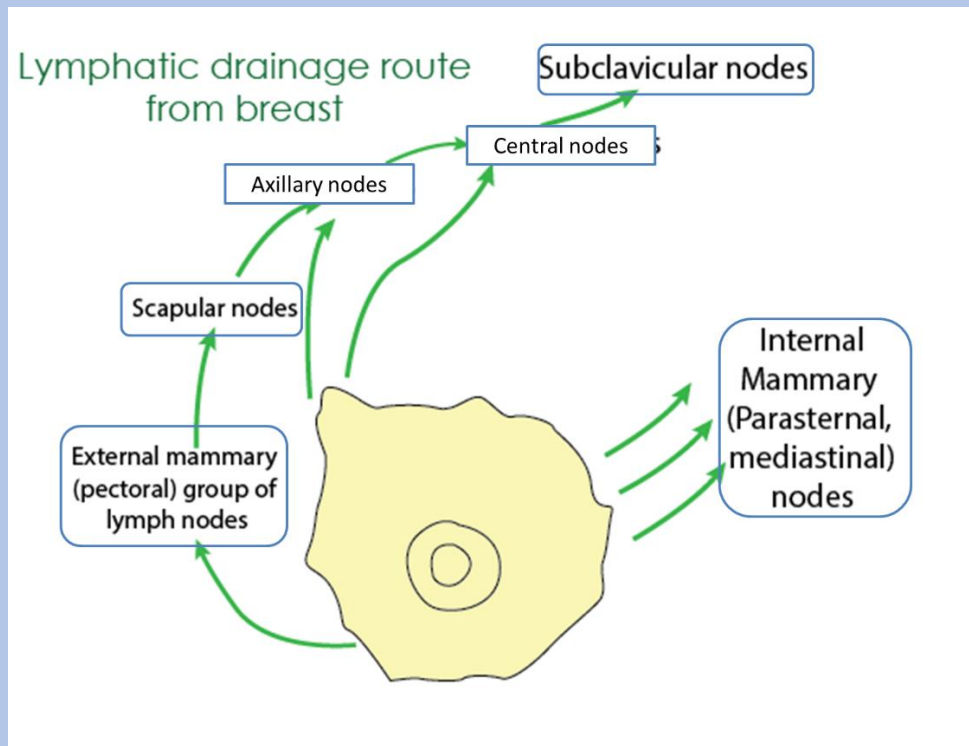 Lymphatic drainage route
from breast
Subclavicular nodes
Central nodes
Axillary nodes
Scapular nodes
External mammary
(pectoral) group of
lymph nodes
Internal
Mammary
(Parasternal,
mediastinal)
nodes